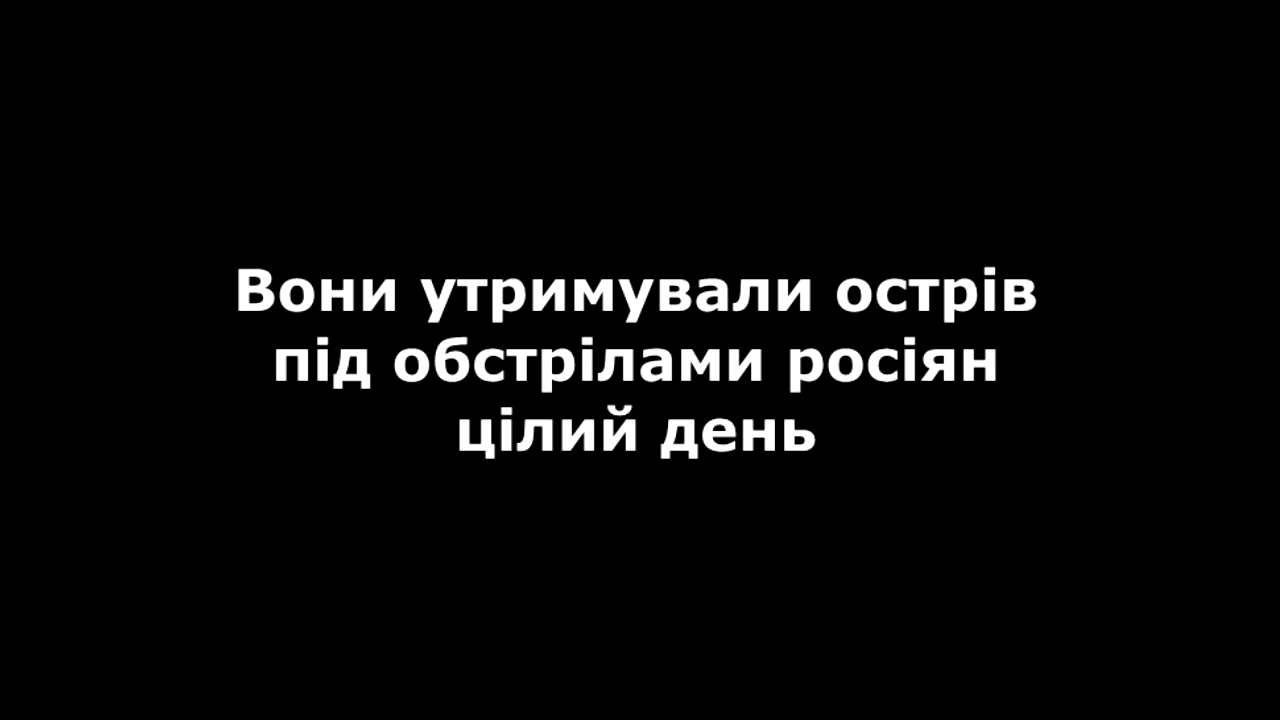 Вони утримували острів
під обстрілами росіян
цілий день